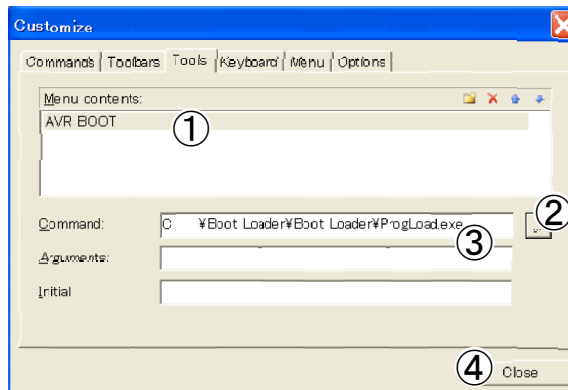 Customize
Commands Toolbars Tools Keyboard Menu Options
Menu contents:
AVR BOOT
①
②
Command: C ¥Boot Loader¥Boot Loader¥ProgLoad.exe
③
Arguments:
Initial
④ Close